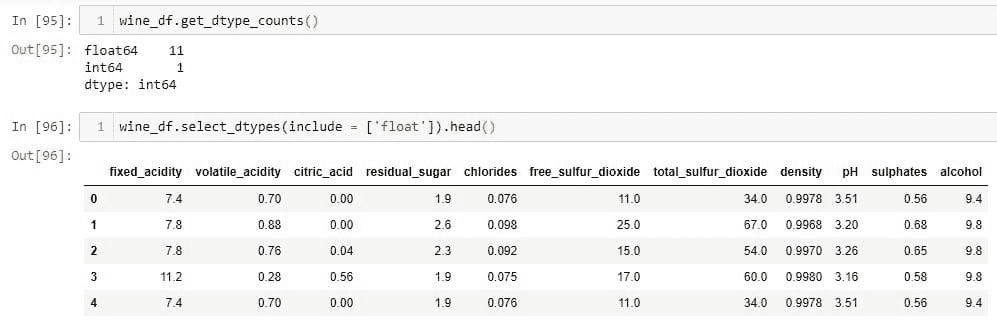 In [95]: 1 wine_df.get_dtype_counts()
Out[95]: float64 11
int64 1
dtype: int64
In [96]: 1 wine_df.select_dtypes(include = ['float']).head()
Out[96]:
fixed_acidity volatile_acidity citric_acid residual_sugar chlorides free_sulfur_dioxide total_sulfur_dioxide density pH sulphates alcohol
0 7.4 0.70 0.00 1.9 0.076 11.0 34.0 0.9978 3.51 0.56 9.4
1 7.8 0.88 0.00 2.6 0.098 25.0 67.0 0.9968 3.20 0.68 9.8
2 7.8 0.76 0.04 2.3 0.092 15.0 54.0 0.9970 3.26 0.65 9.8
3 11.2 0.28 0.56 1.9 0.075 17.0 60.0 0.9980 3.16 0.58 9.8
4 7.4 0.70 0.00 1.9 0.076 11.0 34.0 0.9978 3.51 0.56 9.4